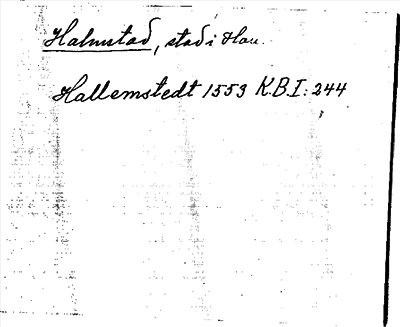 Halmstad, stad i Hall.
Hallemstedt 1553 K.B.I: 244